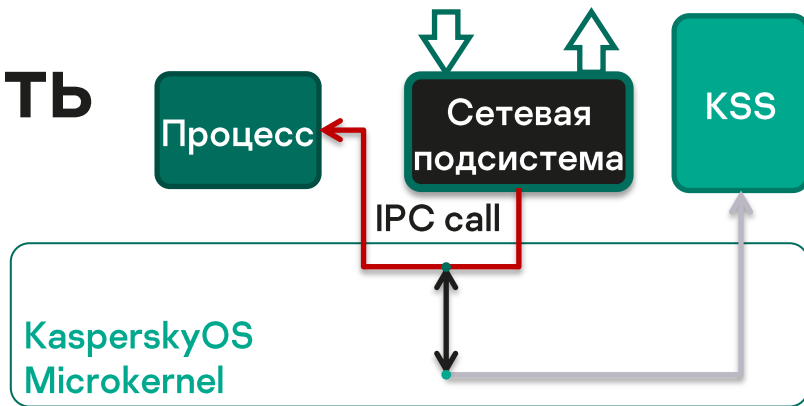 ть
Процесс
Сетевая
подсистема
KSS
IPC call
KasperskyOS
Microkernel